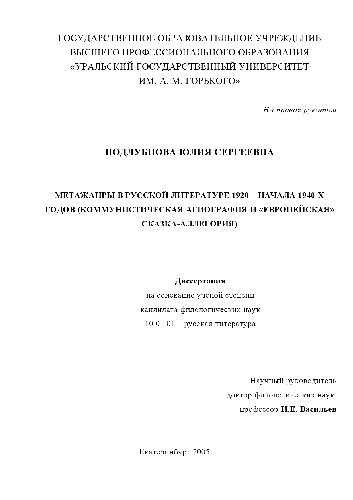 ГОСУДАРСТВЕННОЕ ОБРАЗОВАТЕЛЬНОЕ УЧРЕЖДЕНИЕ
ВЫСШЕГО ПРОФЕССИОНАЛЬНОГО ОБРАЗОВАНИЯ
«УРАЛЬСКИЙ ГОСУДАРСТВЕННЫЙ УНИВЕРСИТЕТ
ИМ. А. М. ГОРЬКОГО»
На правах рукописи
ПОДЛУБНОВА ЮЛИЯ СЕРГЕЕВНА
МЕТАЖАНРЫ В РУССКОЙ ЛИТЕРАТУРЕ 1920 – НАЧАЛА 1940-Х
ГОДОВ (КОММУНИСТИЧЕСКАЯ АГИОГРАФИЯ И «ЕВРОПЕЙСКАЯ»
СКАЗКА-АЛЛЕГОРИЯ)
Диссертация
на соискание ученой степени
кандидата филологических наук
10.01.01 – русская литература
Научный руководитель
доктор филологических наук,
профессор И.Е. Васильев
Екатеринбург 2005